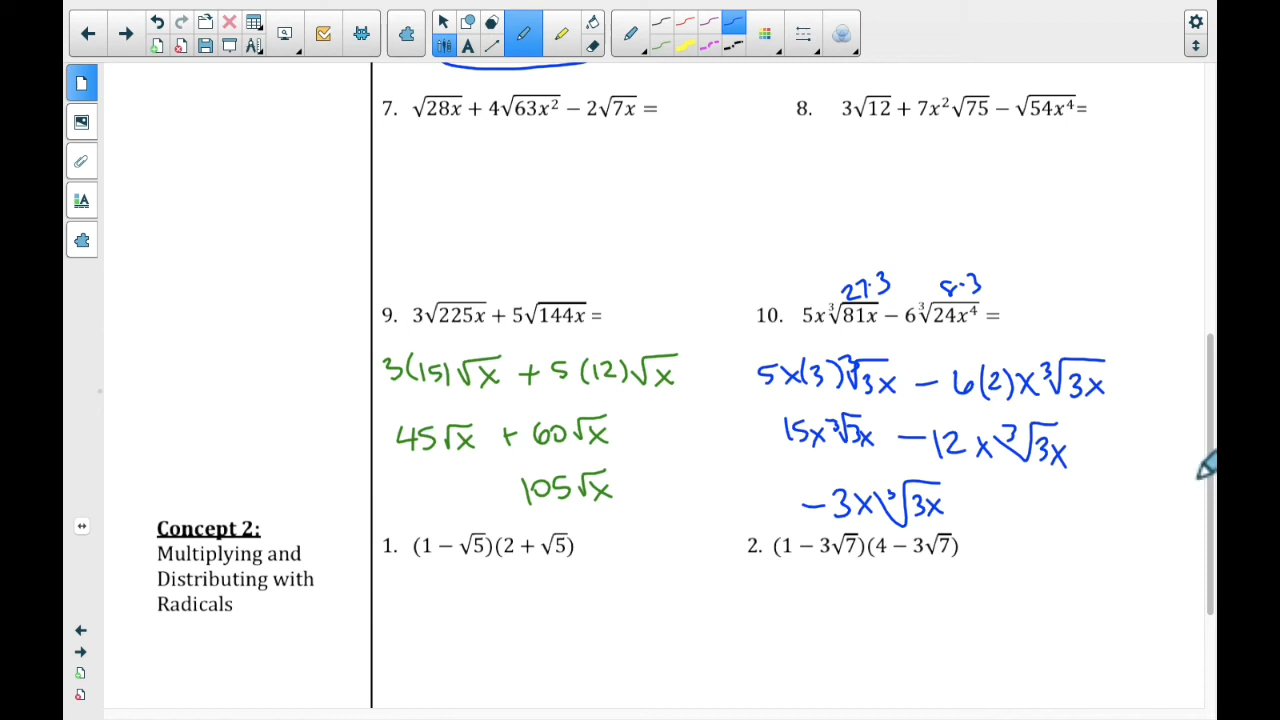 7. √28x + 4√63x² − 2√7x =
8. 3√12 + 7x²√75 − √54x⁴=
27·3 8·3
9. 3√225x + 5√144x =
10. 5x∛81x − 6∛24x⁴ =
3(15)√x + 5(12)√x
5x(3)∛3x − 6(2)x∛3x
45√x + 60√x
15x∛3x − 12x∛3x
105√x
− 3x∛3x
Concept 2:
Multiplying and
Distributing with
Radicals
1. (1 − √5)(2 + √5)
2. (1 − 3√7)(4 − 3√7)